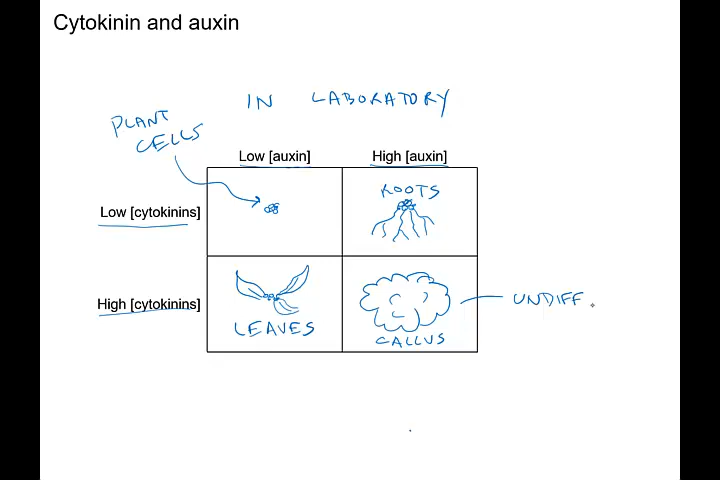 Cytokinin and auxin
IN LABORATORY
PLANT
CELLS
Low [auxin]
High [auxin]
Low [cytokinins]
ROOTS
High [cytokinins]
LEAVES
CALLUS
UNDIFF